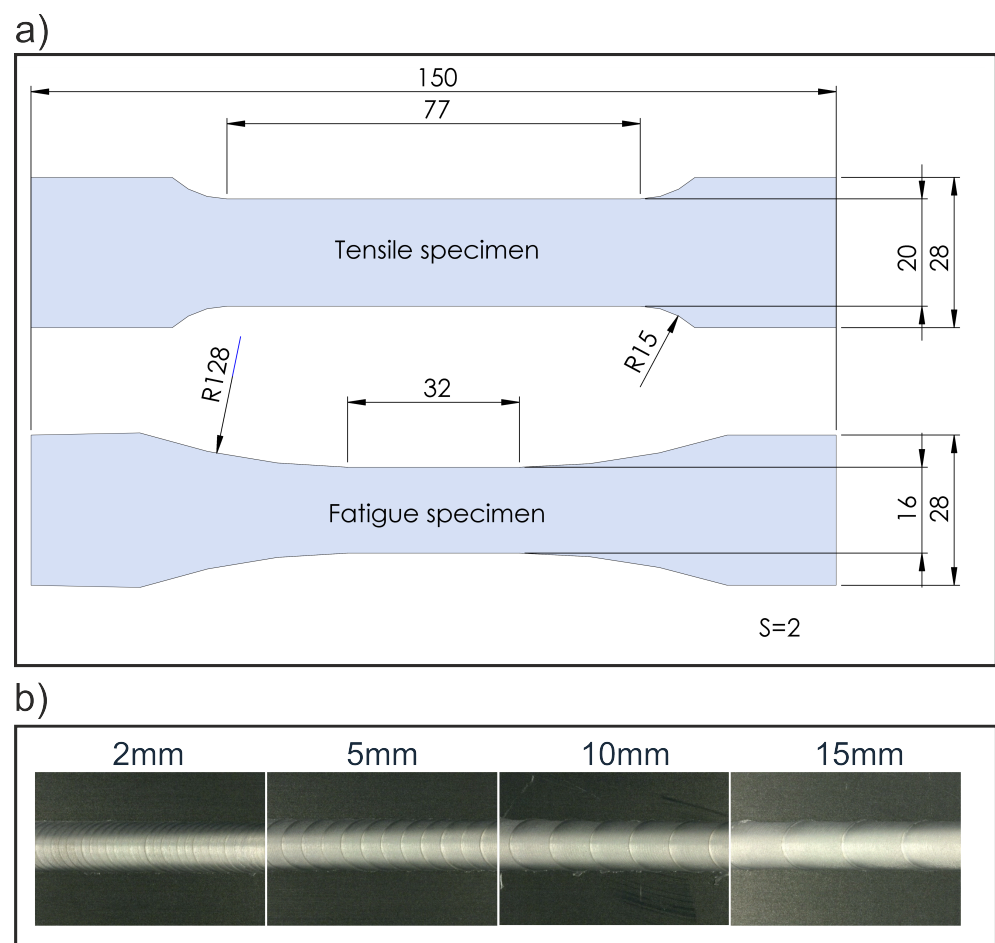 a)
150
77
Tensile specimen
20
28
R128
R15
32
Fatigue specimen
16
28
S=2
b)
2mm
5mm
10mm
15mm